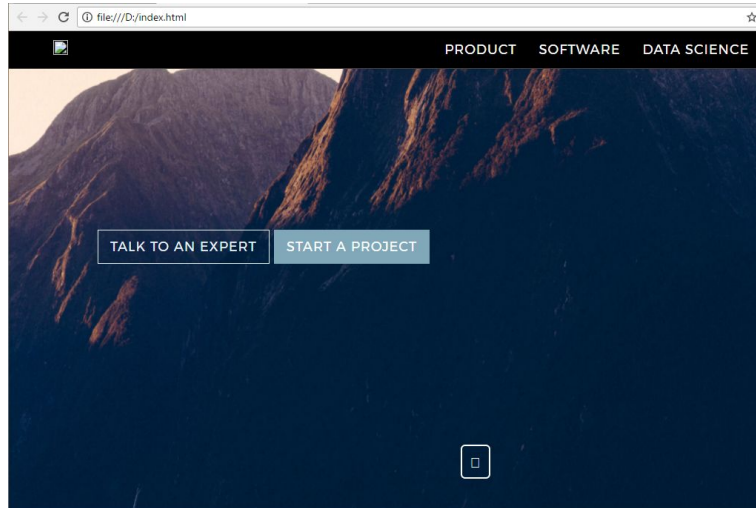 file:///D:/index.html
PRODUCT SOFTWARE DATA SCIENCE
TALK TO AN EXPERT START A PROJECT